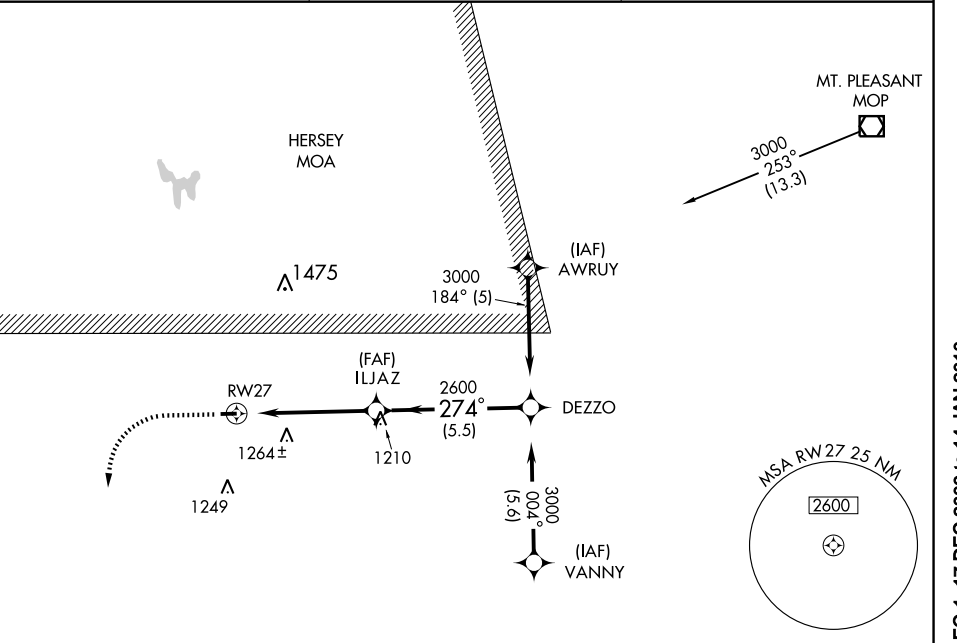 MT. PLEASANT
MOP
3000
253°
(13.3)
HERSEY
MOA
(IAF)
AWRUY
1475
3000
184° (5)
(FAF)
ILJAZ
RW27
2600
274°
(5.5)
DEZZO
1264±
1210
1249
3000
004°
(5.6)
(IAF)
VANNY
MSA RW27 25 NM
2600